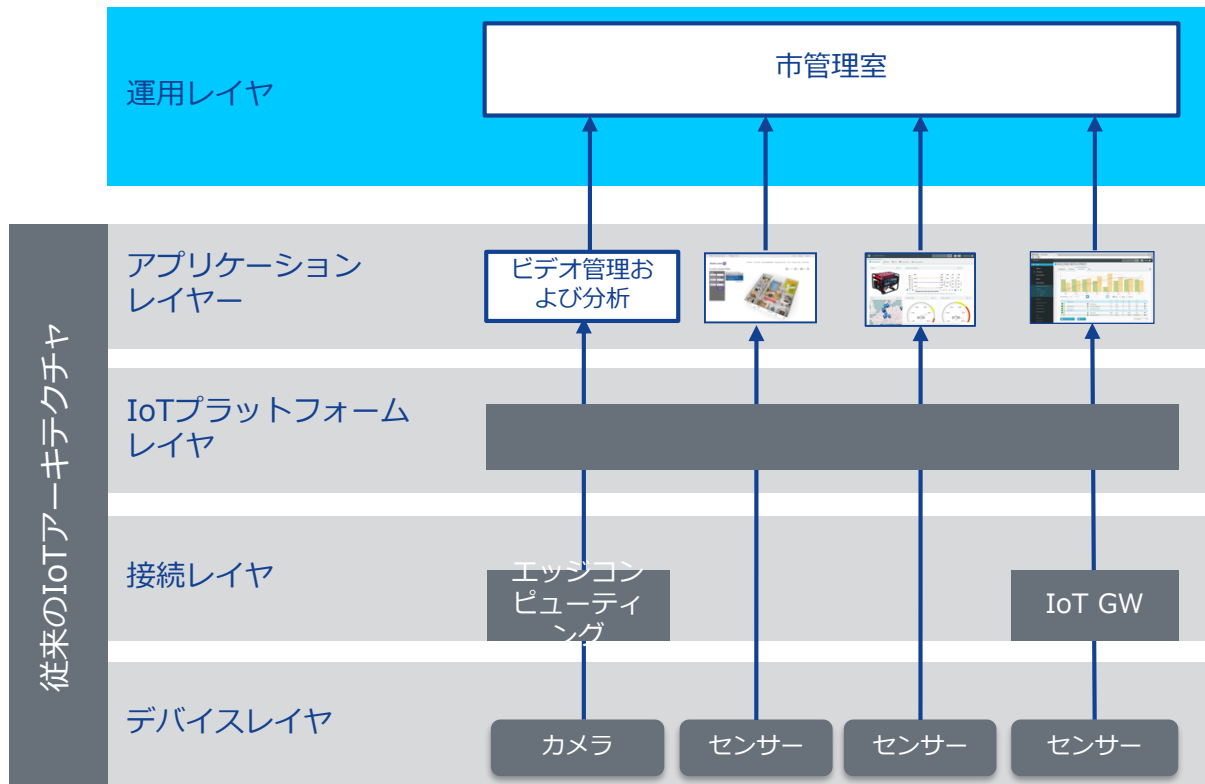 市管理室
運用レイヤ
アプリケーション
レイヤー
ビデオ管理お
よび分析
IoTプラットフォーム
レイヤ
接続レイヤ
エッジコン
ピューティ
ング
IoT GW
デバイスレイヤ
カメラ
センサー
センサー
センサー
従来のIoTアーキテクチャ